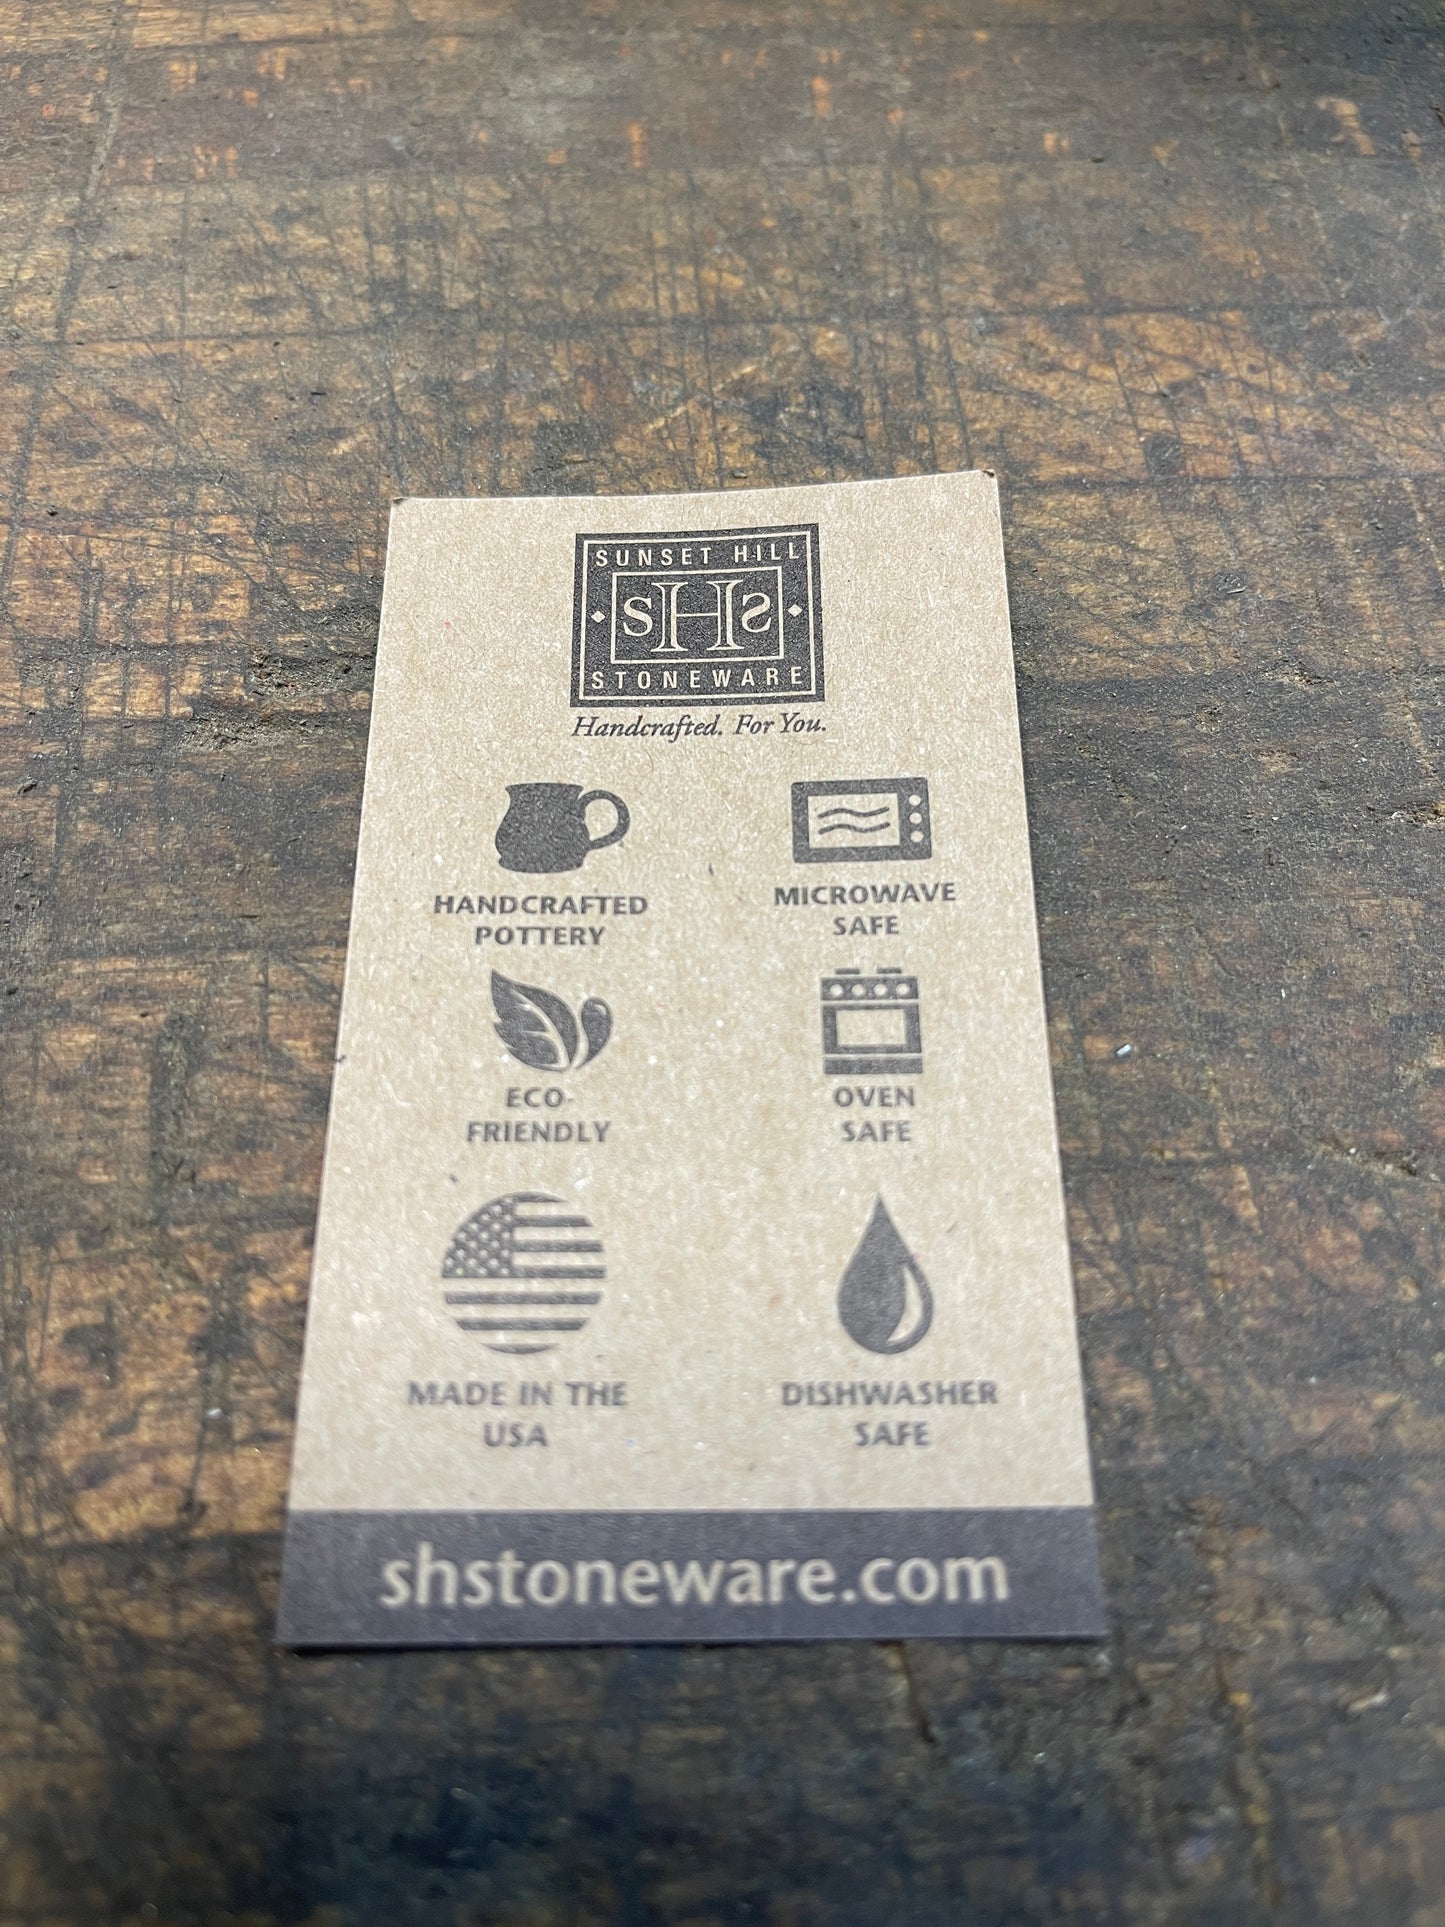 SUNSET HILL
SHS
STONEWARE
Handcrafted. For You.
HANDCRAFTED
POTTERY
MICROWAVE
SAFE
ECO-
FRIENDLY
OVEN
SAFE
MADE IN THE
USA
DISHWASHER
SAFE
shstoneware.com